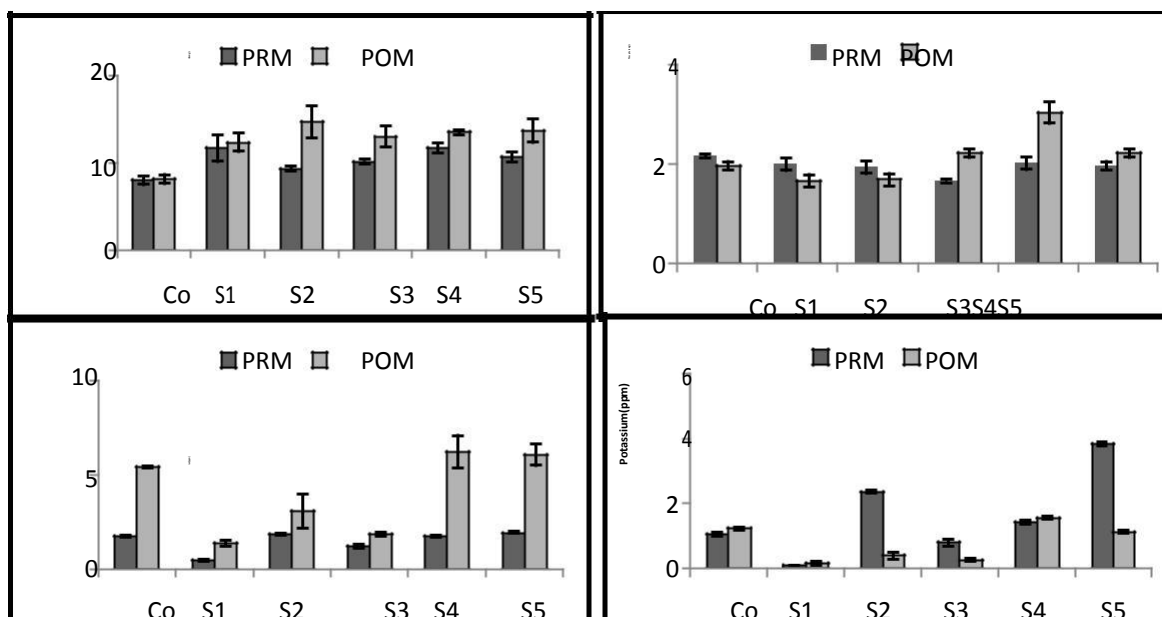 PRM POM
20
10
0
Co S1 S2 S3 S4 S5
PRM POM
4
2
0
Co S1 S2 S3S4S5
PRM POM
10
5
0
Co S1 S2 S3 S4 S5
PRM POM
Potassium(ppm)
6
4
2
0
Co S1 S2 S3 S4 S5